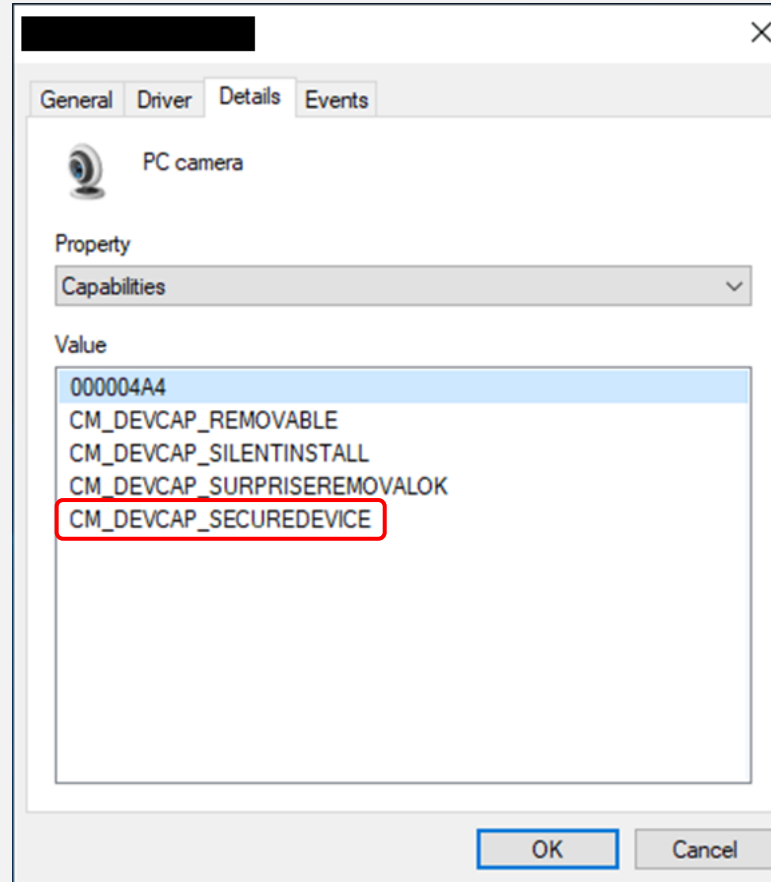 General Driver Details Events
PC camera
Property
Capabilities
Value
000004A4
CM_DEVCAP_REMOVABLE
CM_DEVCAP_SILENTINSTALL
CM_DEVCAP_SURPRISEREMOVALOK
CM_DEVCAP_SECUREDEVICE
OK Cancel